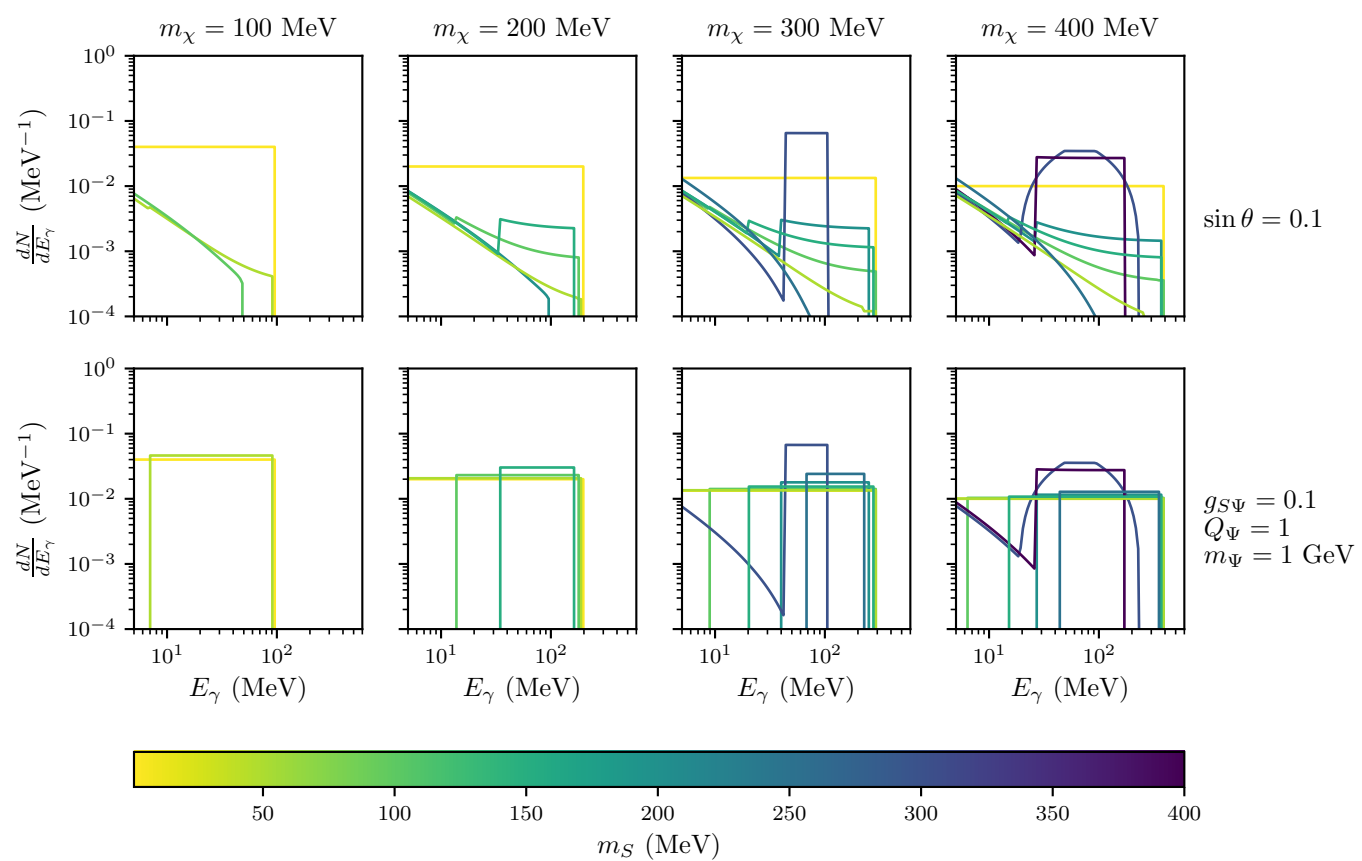 m_χ = 100 MeV m_χ = 200 MeV m_χ = 300 MeV m_χ = 400 MeV
10^0
10^−1
10^−2
10^−3
10^−4
dN/dE_γ (MeV^−1)
sin θ = 0.1
10^0
10^−1
10^−2
10^−3
10^−4
dN/dE_γ (MeV^−1)
g_{SΨ} = 0.1
Q_Ψ = 1
m_Ψ = 1 GeV
10^1 10^2 10^1 10^2 10^1 10^2 10^1 10^2
E_γ (MeV) E_γ (MeV) E_γ (MeV) E_γ (MeV)
50 100 150 200 250 300 350 400
m_S (MeV)